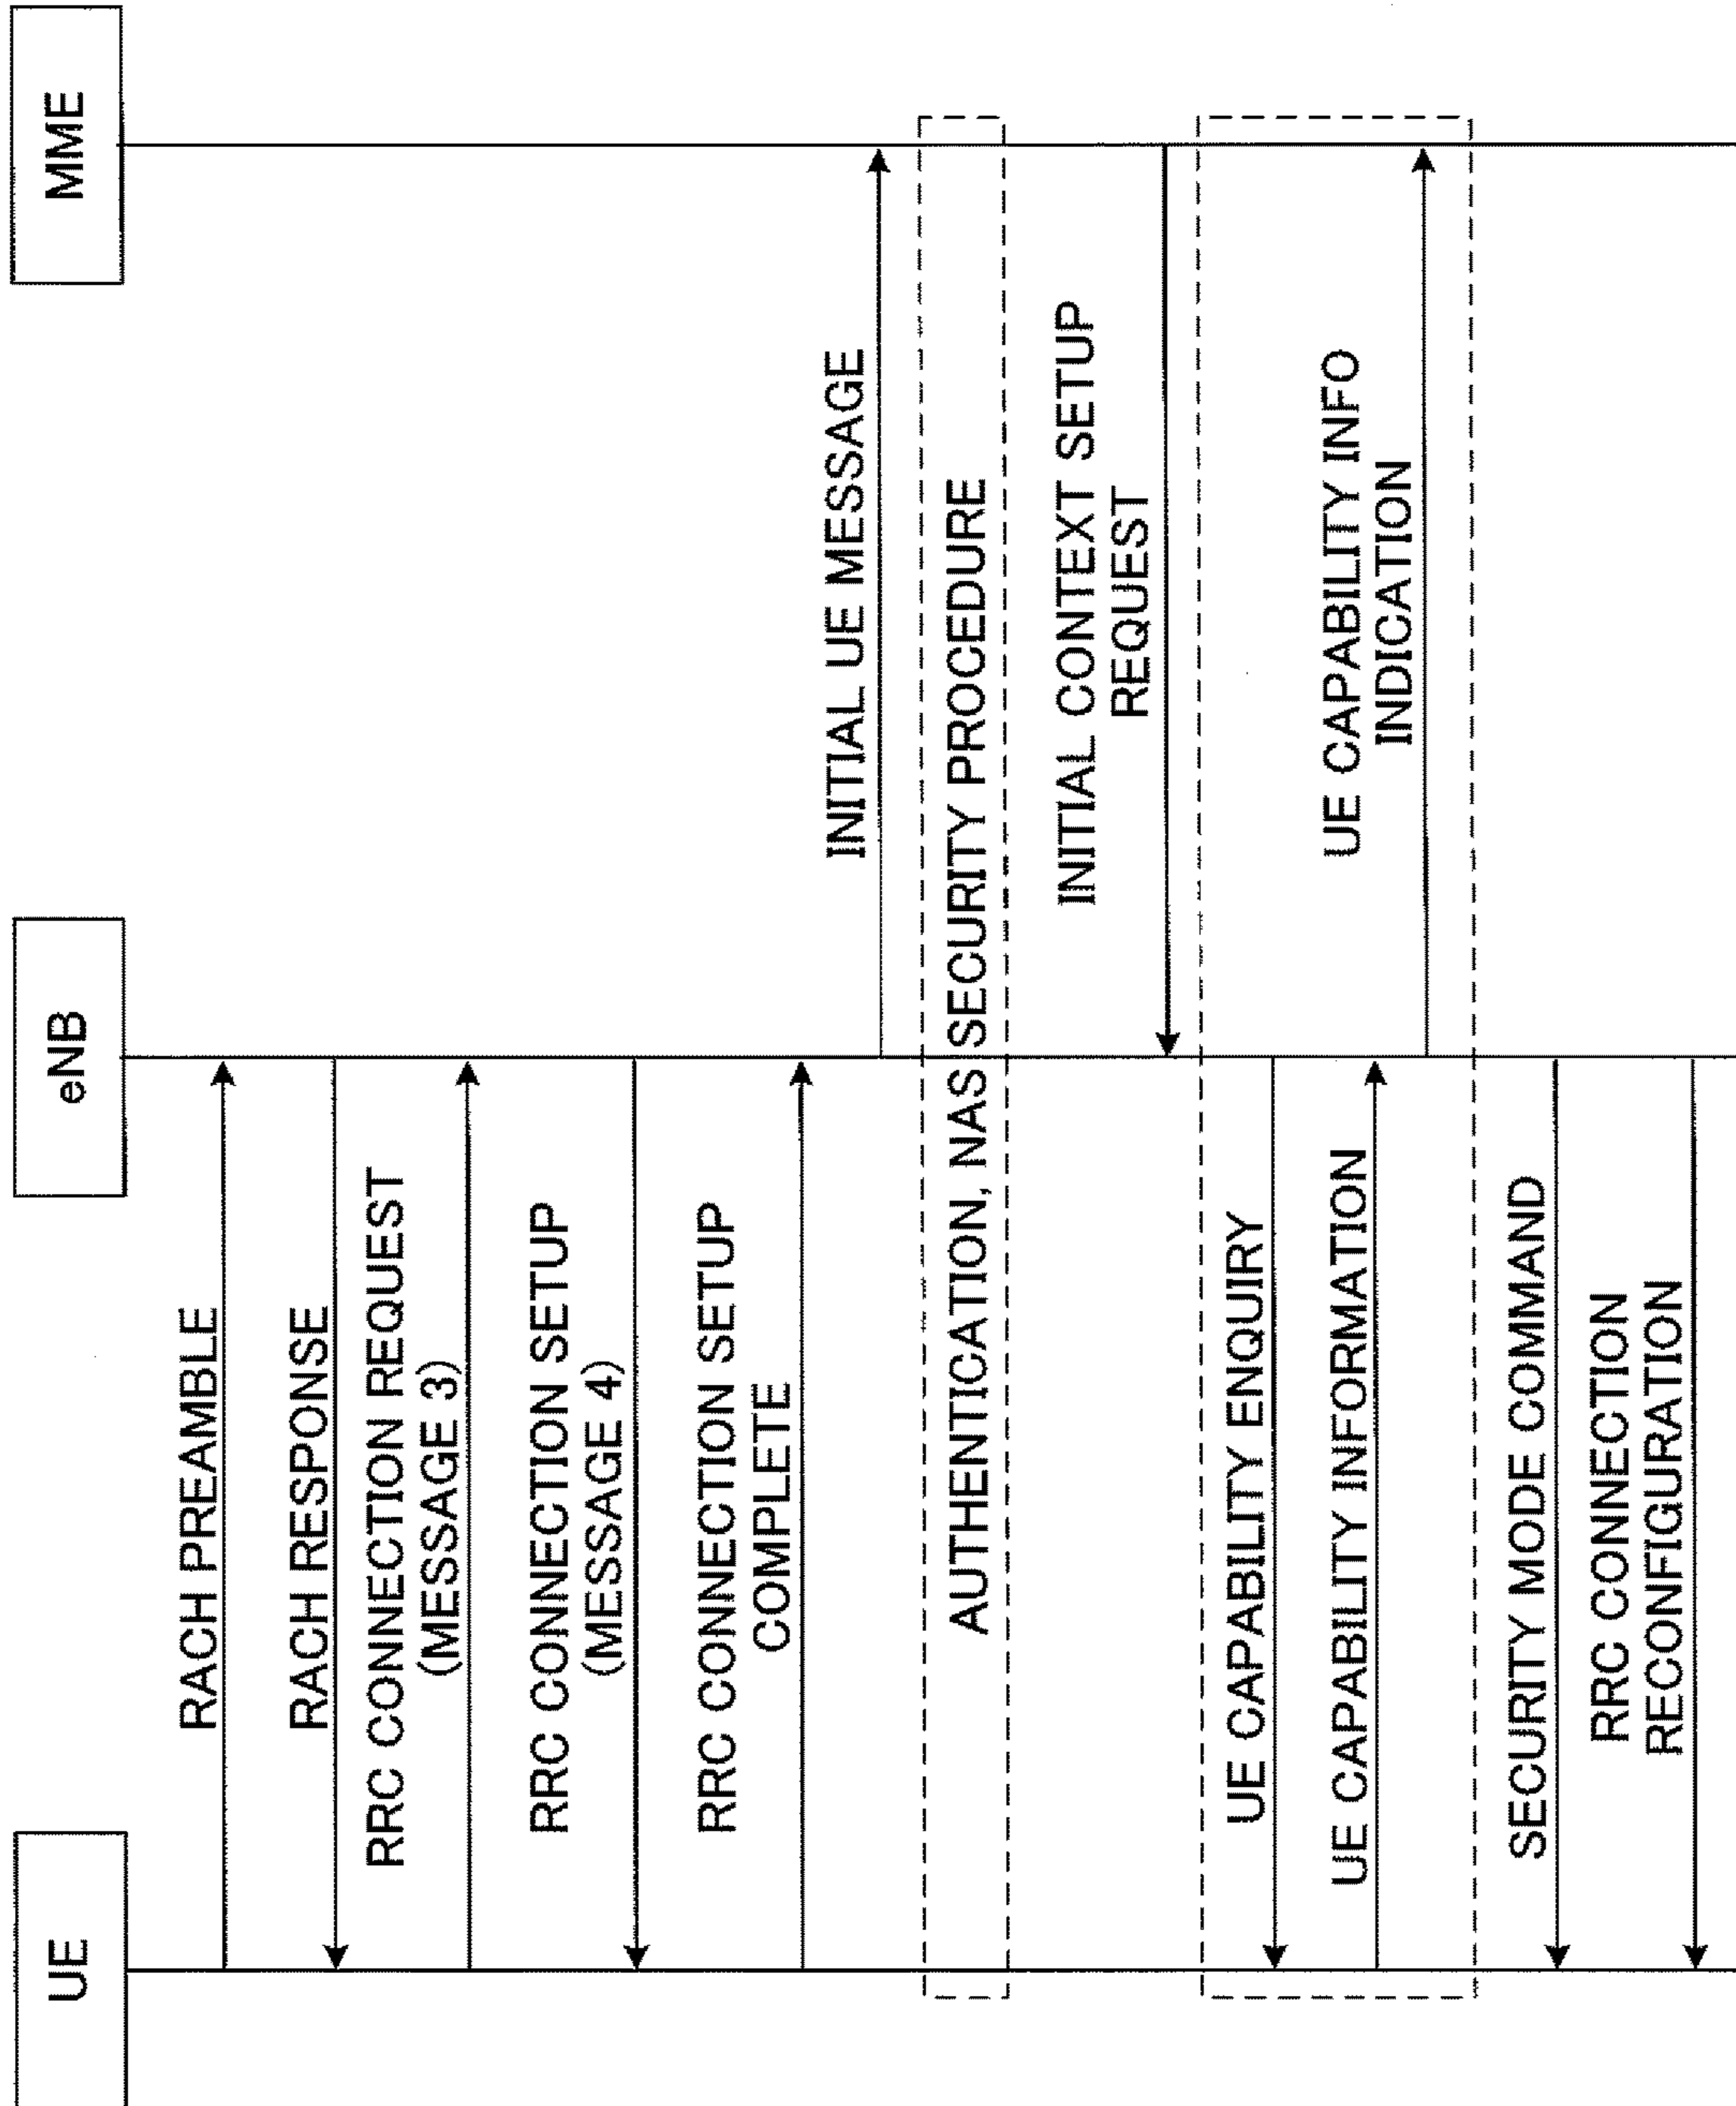 UE
eNB
MME
RACH PREAMBLE
RACH RESPONSE
RRC CONNECTION REQUEST
(MESSAGE 3)
RRC CONNECTION SETUP
(MESSAGE 4)
RRC CONNECTION SETUP
COMPLETE
INITIAL UE MESSAGE
AUTHENTICATION, NAS SECURITY PROCEDURE
INITIAL CONTEXT SETUP
REQUEST
UE CAPABILITY ENQUIRY
UE CAPABILITY INFORMATION
UE CAPABILITY INFO
INDICATION
SECURITY MODE COMMAND
RRC CONNECTION
RECONFIGURATION